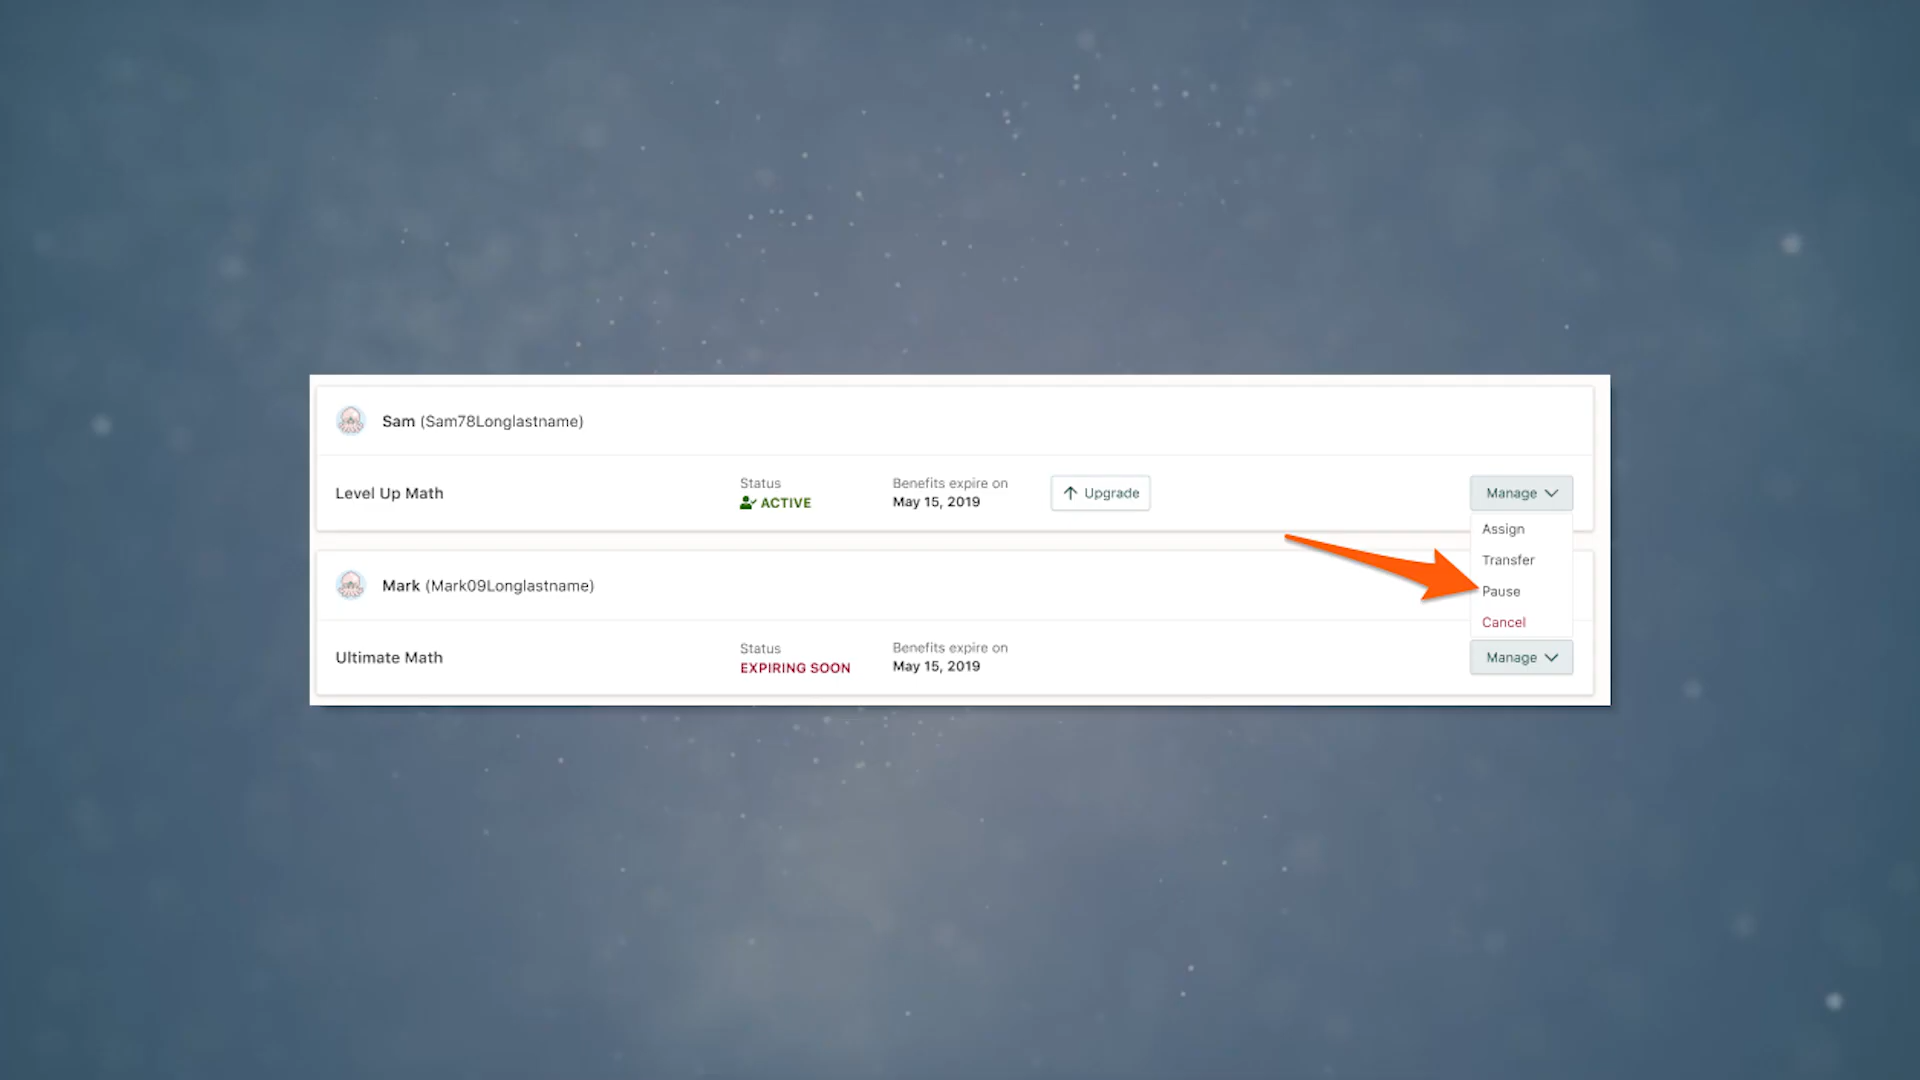 Sam (Sam78Longlastname)
Level Up Math
Status
ACTIVE
Benefits expire on
May 15, 2019
Upgrade
Manage
Assign
Transfer
Pause
Cancel
Mark (Mark09Longlastname)
Ultimate Math
Status
EXPIRING SOON
Benefits expire on
May 15, 2019
Manage